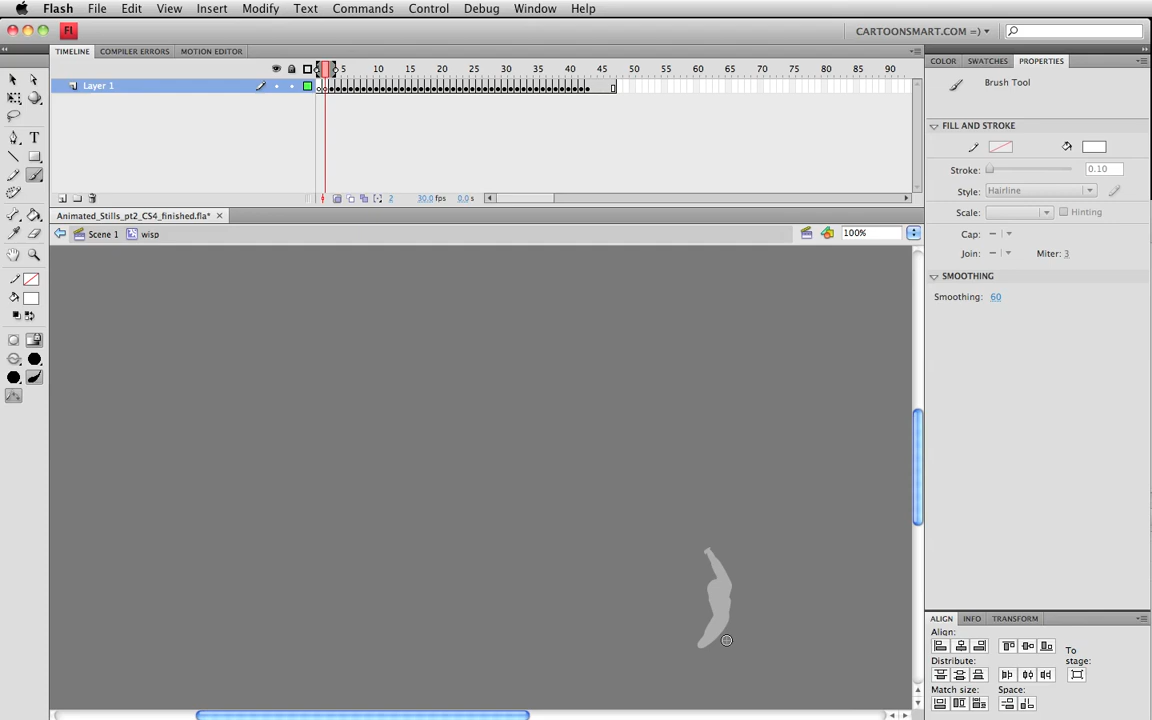 Flash File Edit View Insert Modify Text Commands Control Debug Window Help
Fl CARTOONSMART.COM =)
TIMELINE COMPILER ERRORS MOTION EDITOR
5 10 15 20 25 30 35 40 45 50 55 60 65 70 75 80 85 90
Layer 1
2 30.0 fps 0.0 s
Animated_Stills_pt2_CS4_finished.fla*
Scene 1 wisp 100%
T
COLOR SWATCHES PROPERTIES
Brush Tool
FILL AND STROKE
Stroke: 0.10
Style: Hairline
Scale: Hinting
Cap:
Join: Miter: 3
SMOOTHING
Smoothing: 60
ALIGN INFO TRANSFORM
Align:
To stage:
Distribute:
Match size: Space: